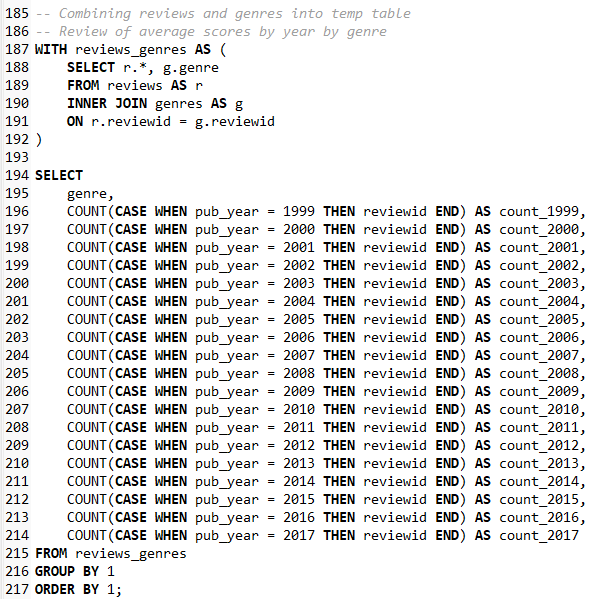 185 -- Combining reviews and genres into temp table
186 -- Review of average scores by year by genre
187 WITH reviews_genres AS (
188     SELECT r.*, g.genre
189     FROM reviews AS r
190     INNER JOIN genres AS g
191     ON r.reviewid = g.reviewid
192 )
193
194 SELECT
195     genre,
196     COUNT(CASE WHEN pub_year = 1999 THEN reviewid END) AS count_1999,
197     COUNT(CASE WHEN pub_year = 2000 THEN reviewid END) AS count_2000,
198     COUNT(CASE WHEN pub_year = 2001 THEN reviewid END) AS count_2001,
199     COUNT(CASE WHEN pub_year = 2002 THEN reviewid END) AS count_2002,
200     COUNT(CASE WHEN pub_year = 2003 THEN reviewid END) AS count_2003,
201     COUNT(CASE WHEN pub_year = 2004 THEN reviewid END) AS count_2004,
202     COUNT(CASE WHEN pub_year = 2005 THEN reviewid END) AS count_2005,
203     COUNT(CASE WHEN pub_year = 2006 THEN reviewid END) AS count_2006,
204     COUNT(CASE WHEN pub_year = 2007 THEN reviewid END) AS count_2007,
205     COUNT(CASE WHEN pub_year = 2008 THEN reviewid END) AS count_2008,
206     COUNT(CASE WHEN pub_year = 2009 THEN reviewid END) AS count_2009,
207     COUNT(CASE WHEN pub_year = 2010 THEN reviewid END) AS count_2010,
208     COUNT(CASE WHEN pub_year = 2011 THEN reviewid END) AS count_2011,
209     COUNT(CASE WHEN pub_year = 2012 THEN reviewid END) AS count_2012,
210     COUNT(CASE WHEN pub_year = 2013 THEN reviewid END) AS count_2013,
211     COUNT(CASE WHEN pub_year = 2014 THEN reviewid END) AS count_2014,
212     COUNT(CASE WHEN pub_year = 2015 THEN reviewid END) AS count_2015,
213     COUNT(CASE WHEN pub_year = 2016 THEN reviewid END) AS count_2016,
214     COUNT(CASE WHEN pub_year = 2017 THEN reviewid END) AS count_2017
215 FROM reviews_genres
216 GROUP BY 1
217 ORDER BY 1;